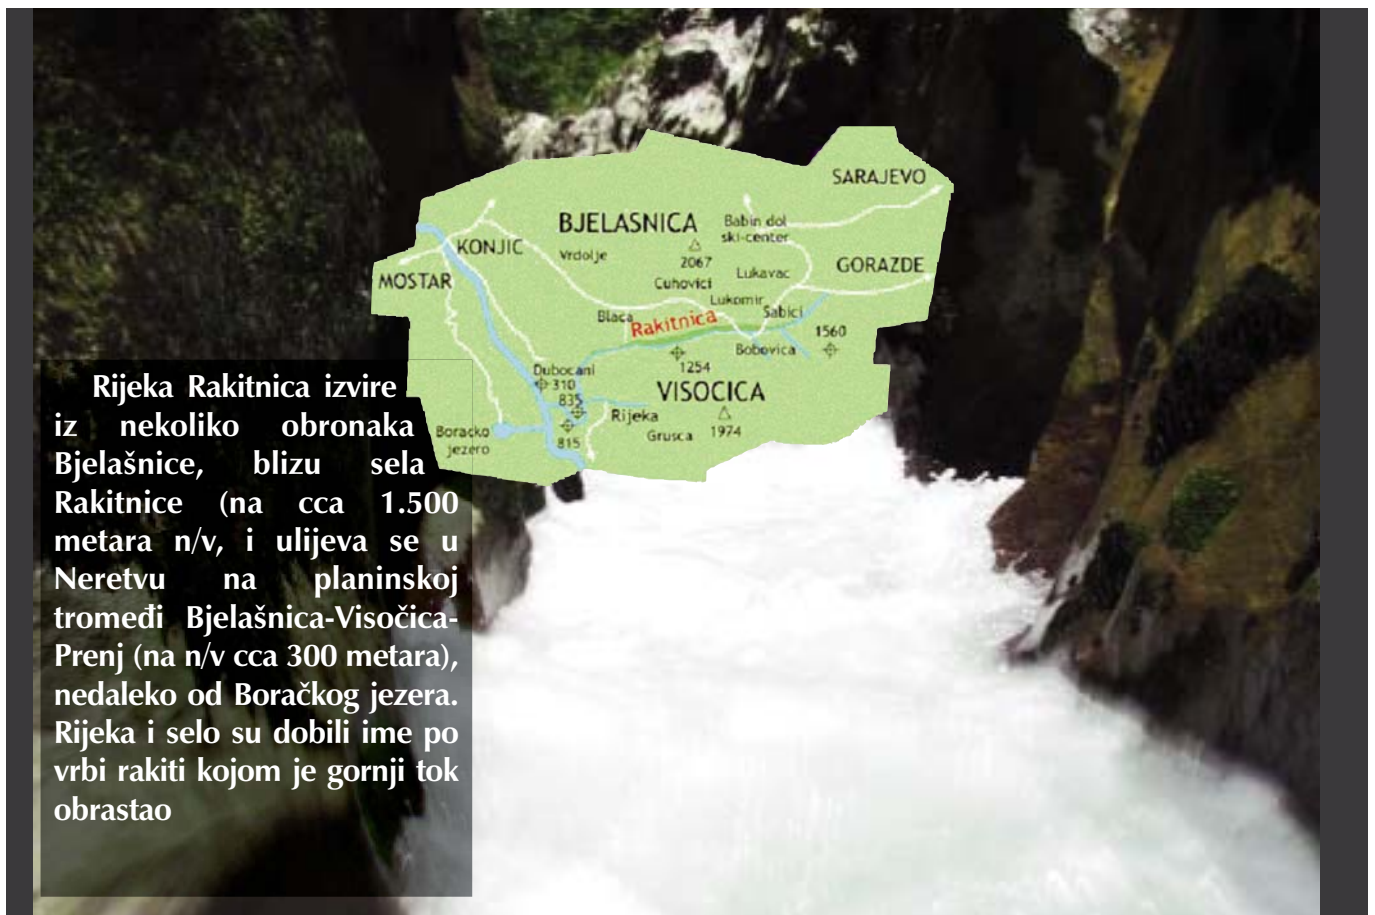 SARAJEVO
BJELASNICA
Babin dol
ski-center
KONJIC
Vrdolje
2067
Lukavac
GORAZDE
MOSTAR
Cuhovici
Lukomir
Blaca
Rakitnica
Sabici
1560
Bobovica
1254
Dubocani
310
835
VISOCICA
Rijeka
1974
Grusca
815
Boracko
jezero
Rijeka Rakitnica izvire
iz nekoliko obronaka
Bjelašnice, blizu sela
Rakitnice (na cca 1.500
metara n/v, i ulijeva se u
Neretvu na planinskoj
tromeđi Bjelašnica-Visočica-
Prenj (na n/v cca 300 metara),
nedaleko od Boračkog jezera.
Rijeka i selo su dobili ime po
vrbi rakiti kojom je gornji tok
obrastao